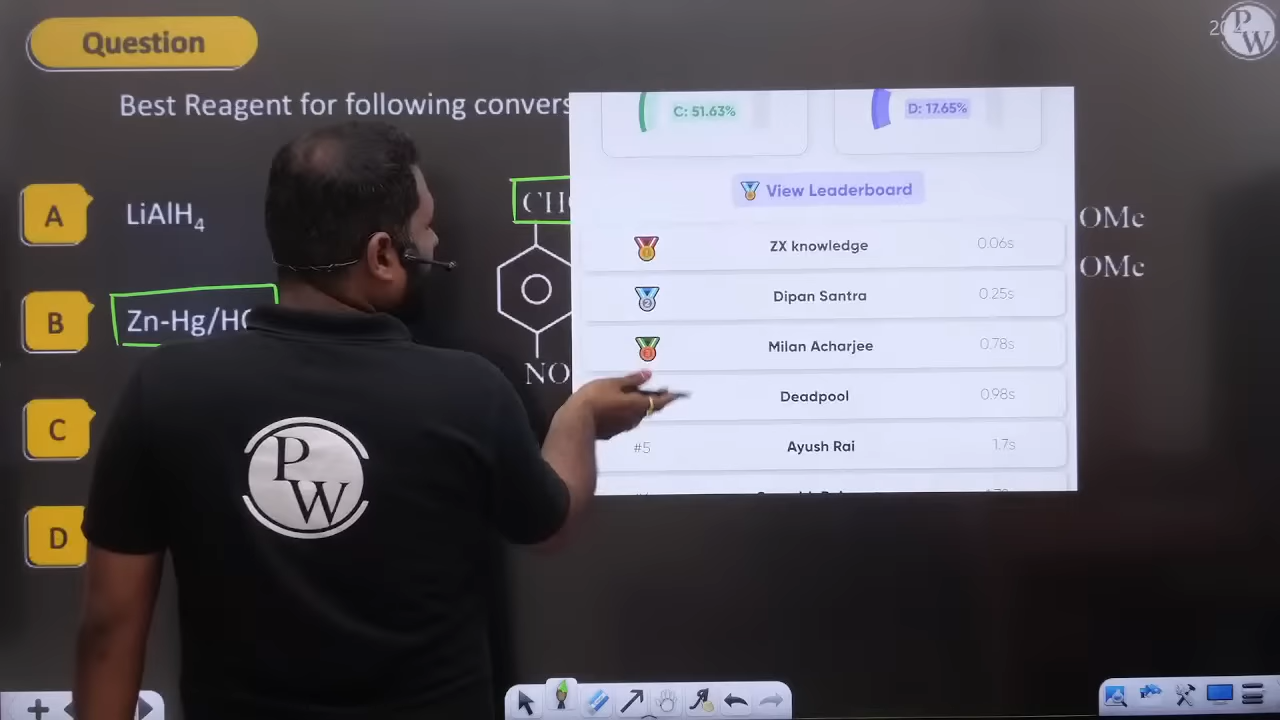 Question
Best Reagent for following convers
C: 51.63%
D: 17.65%
View Leaderboard
A
LiAlH4
OMe
OMe
ZX knowledge 0.06s
Dipan Santra 0.25s
B
Zn-Hg/HC
Milan Acharjee 0.78s
NO
Deadpool 0.98s
C
#5 Ayush Rai 1.7s
D
P
W
P
W